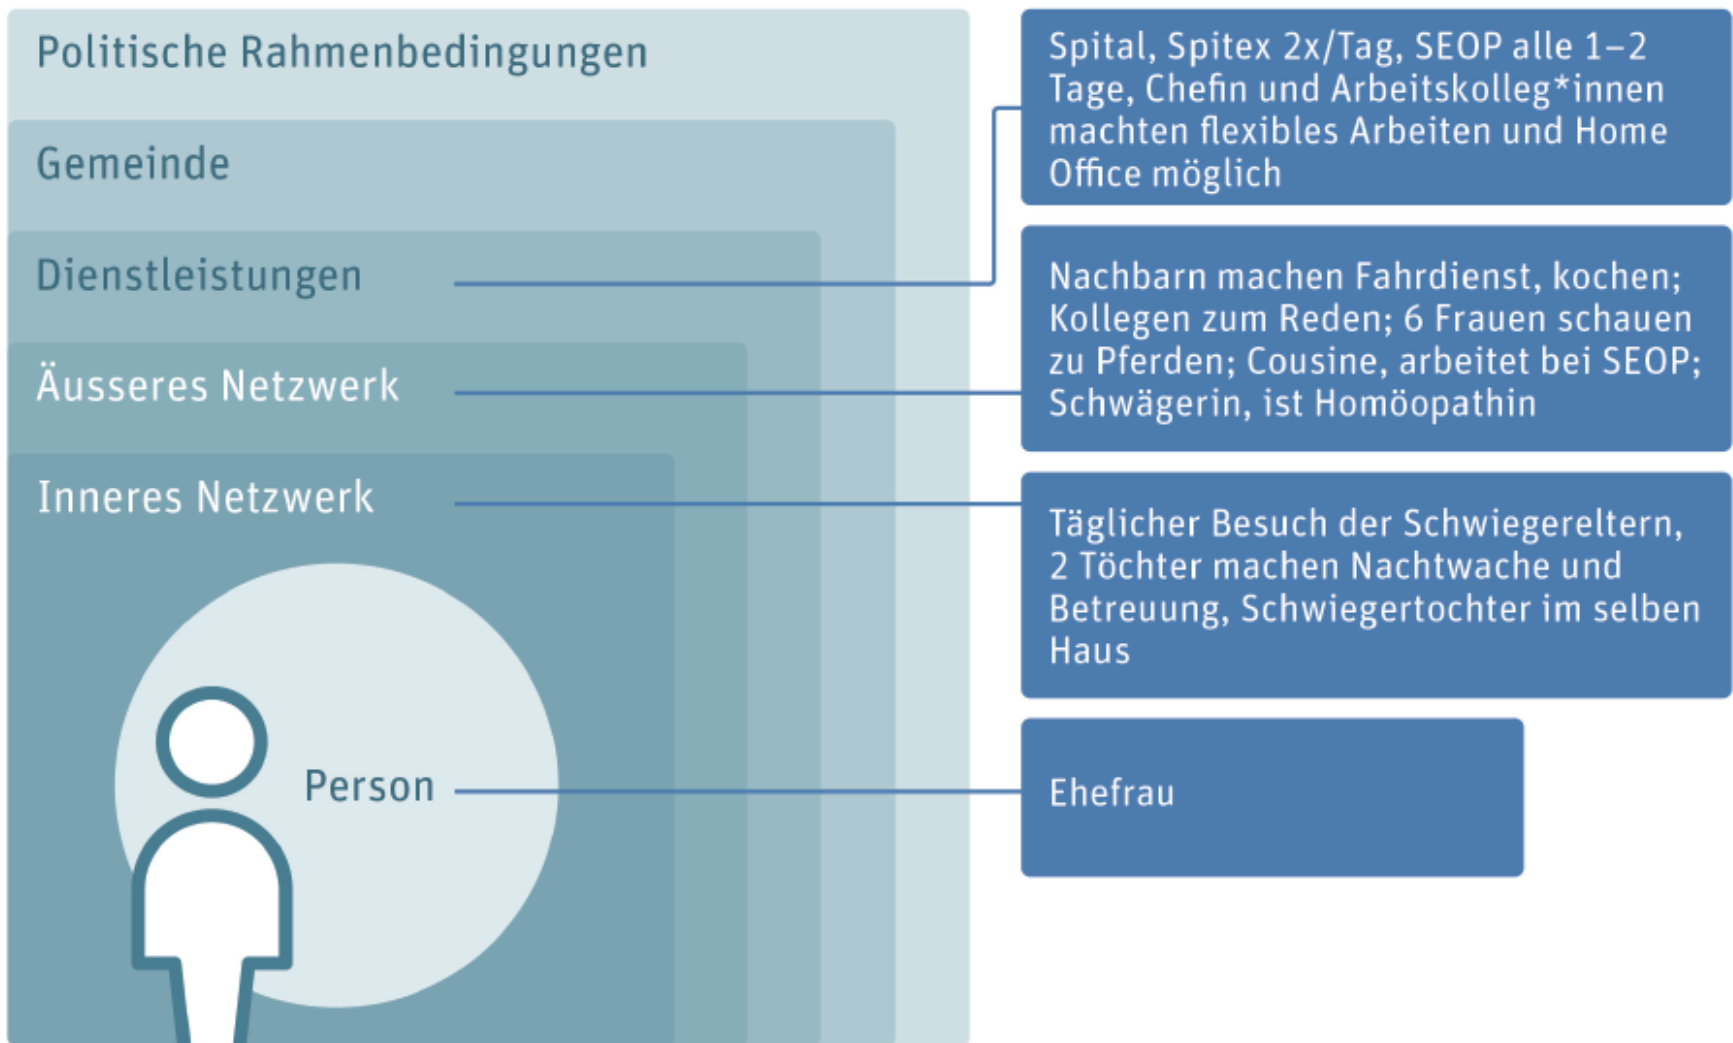 Politische Rahmenbedingungen
Gemeinde
Dienstleistungen
Äusseres Netzwerk
Inneres Netzwerk
Person
Spital, Spitex 2x/Tag, SEOP alle 1–2
Tage, Chefin und Arbeitskolleg*innen
machten flexibles Arbeiten und Home
Office möglich
Nachbarn machen Fahrdienst, kochen;
Kollegen zum Reden; 6 Frauen schauen
zu Pferden; Cousine, arbeitet bei SEOP;
Schwägerin, ist Homöopathin
Täglicher Besuch der Schwiegereltern,
2 Töchter machen Nachtwache und
Betreuung, Schwiegertochter im selben
Haus
Ehefrau